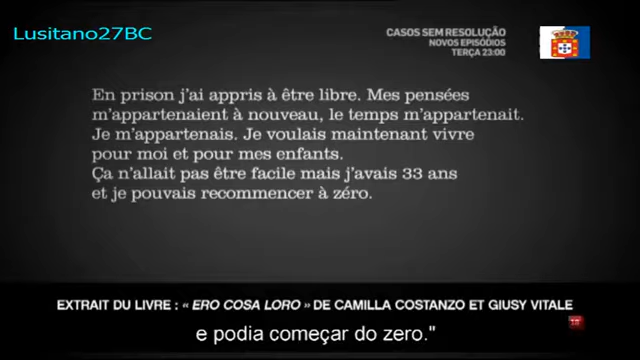 Lusitano27BC
CASOS SEM RESOLUÇÃO
NOVOS EPISÓDIOS
TERÇA 23:00
En prison j'ai appris à être libre. Mes pensées
m'appartenaient à nouveau, le temps m'appartenait.
Je m'appartenais. Je voulais maintenant vivre
pour moi et pour mes enfants.
Ça n'allait pas être facile mais j'avais 33 ans
et je pouvais recommencer à zéro.
EXTRAIT DU LIVRE : « ERO COSA LORO » DE CAMILLA COSTANZO ET GIUSY VITALE
e podia começar do zero."